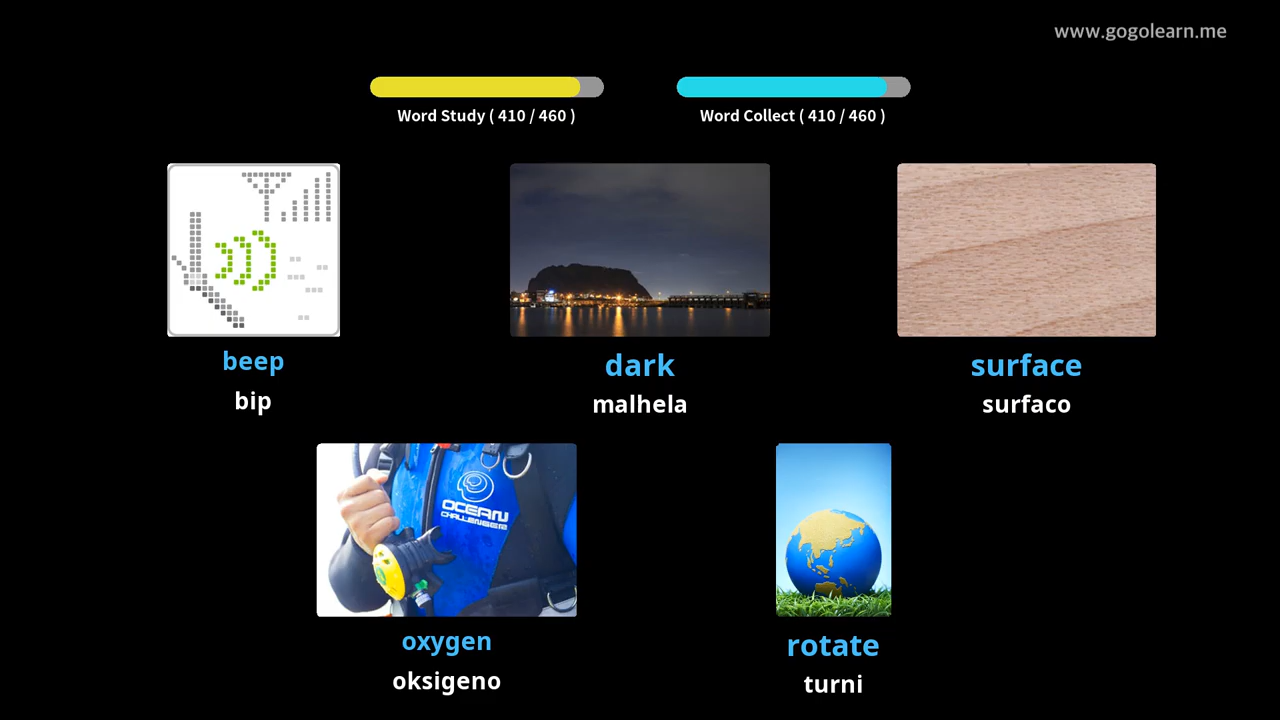 www.gogolearn.me
Word Study ( 410 / 460 )
Word Collect ( 410 / 460 )
beep
bip
dark
malhela
surface
surfaco
OCEAN
CHALLENGER
oxygen
oksigeno
rotate
turni